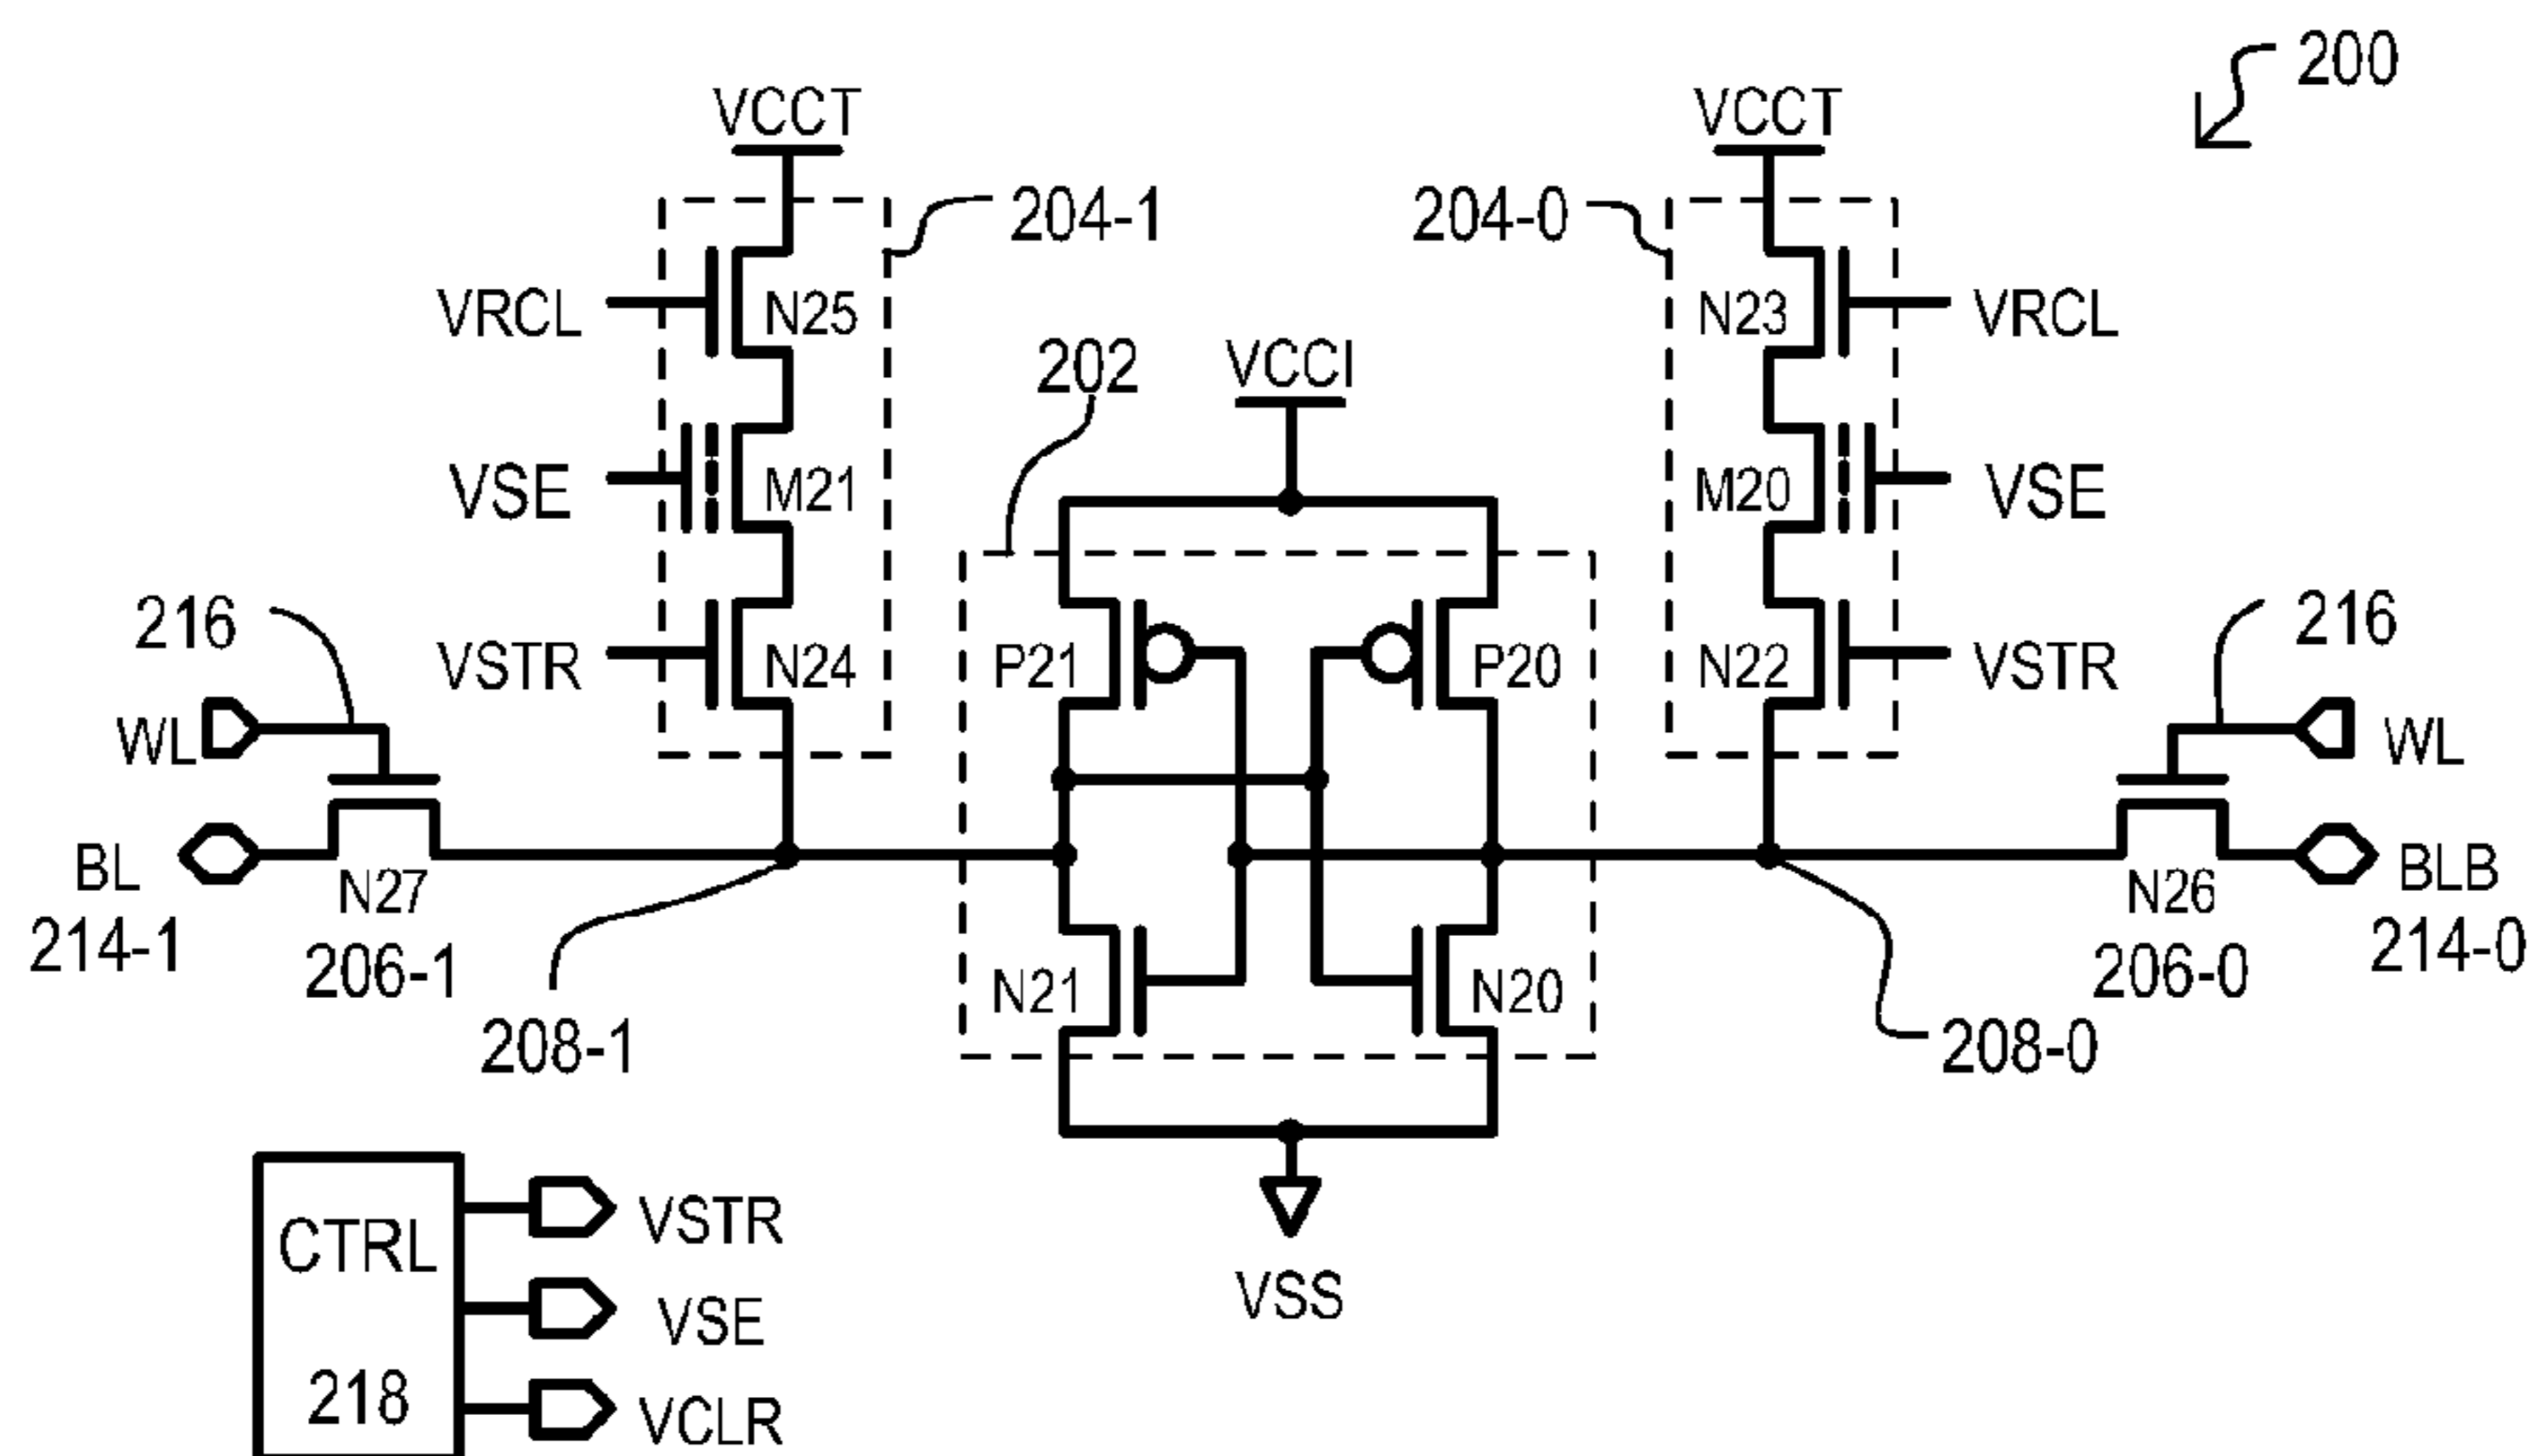 200
VCCT
VCCT
204-1
204-0
VRCL
N25
N23
VRCL
202
VCCI
VSE
M21
M20
VSE
216
VSTR
N24
P21
P20
N22
VSTR
216
WL
WL
BL
N27
N26
BLB
214-1
206-1
N21
N20
206-0
214-0
208-1
208-0
CTRL
218
VSTR
VSE
VCLR
VSS